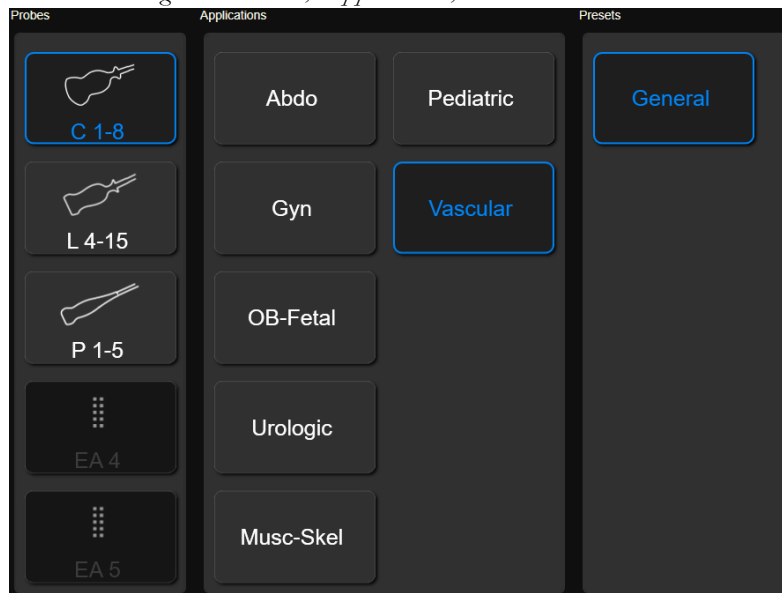 Probes
Applications
Presets
C 1-8
L 4-15
P 1-5
EA 4
EA 5
Abdo
Pediatric
Gyn
Vascular
OB-Fetal
Urologic
Musc-Skel
General